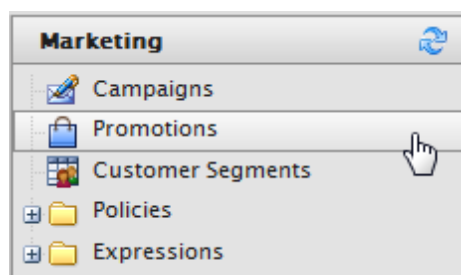 Marketing
Campaigns
Promotions
Customer Segments
Policies
Expressions